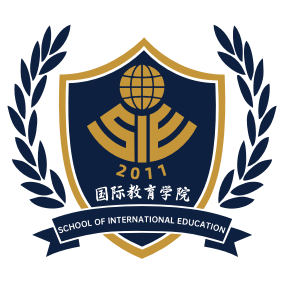 SIE
2011
国际教育学院
SCHOOL OF INTERNATIONAL EDUCATION